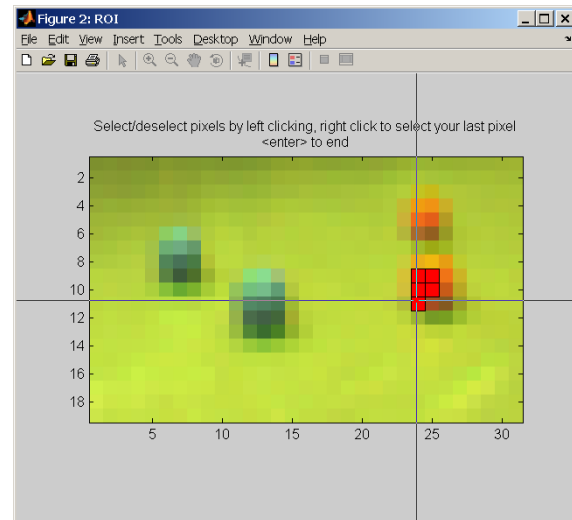 Figure 2: ROI
File Edit View Insert Tools Desktop Window Help
Select/deselect pixels by left clicking, right click to select your last pixel
<enter> to end
2
4
6
8
10
12
14
16
18
5 10 15 20 25 30